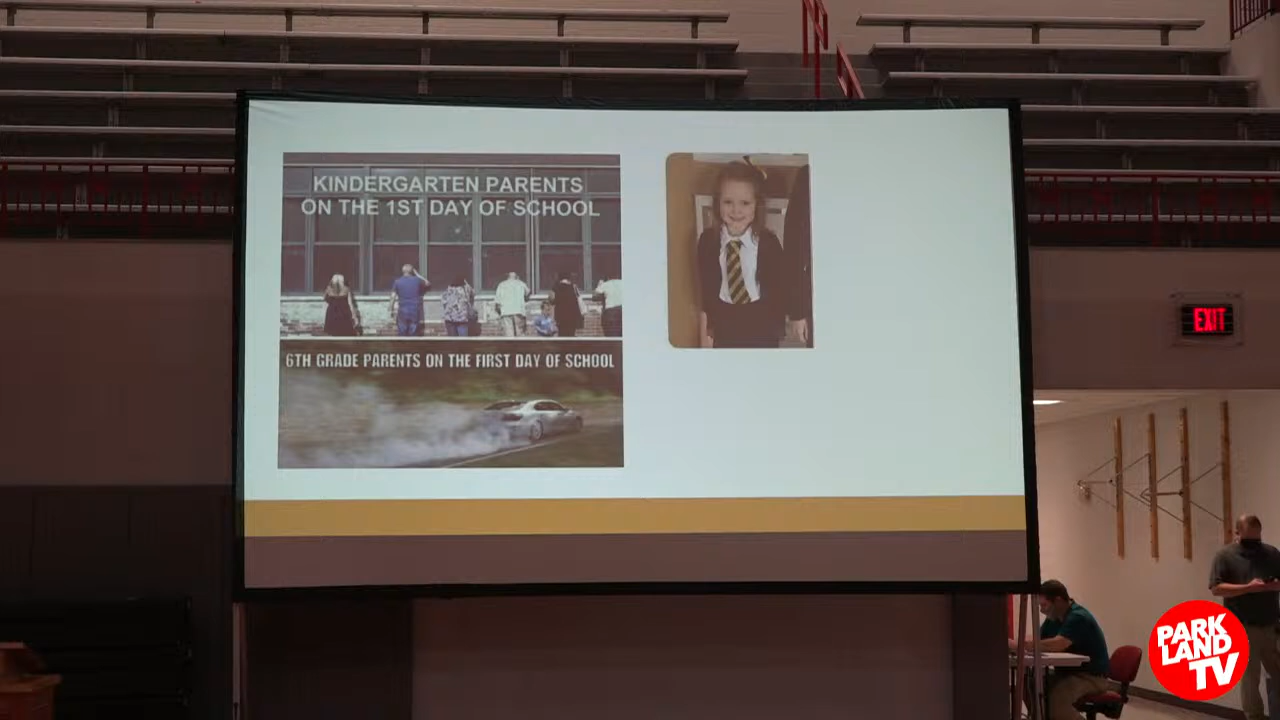 KINDERGARTEN PARENTS
ON THE 1ST DAY OF SCHOOL
6TH GRADE PARENTS ON THE FIRST DAY OF SCHOOL
EXIT
PARK
LAND
TV